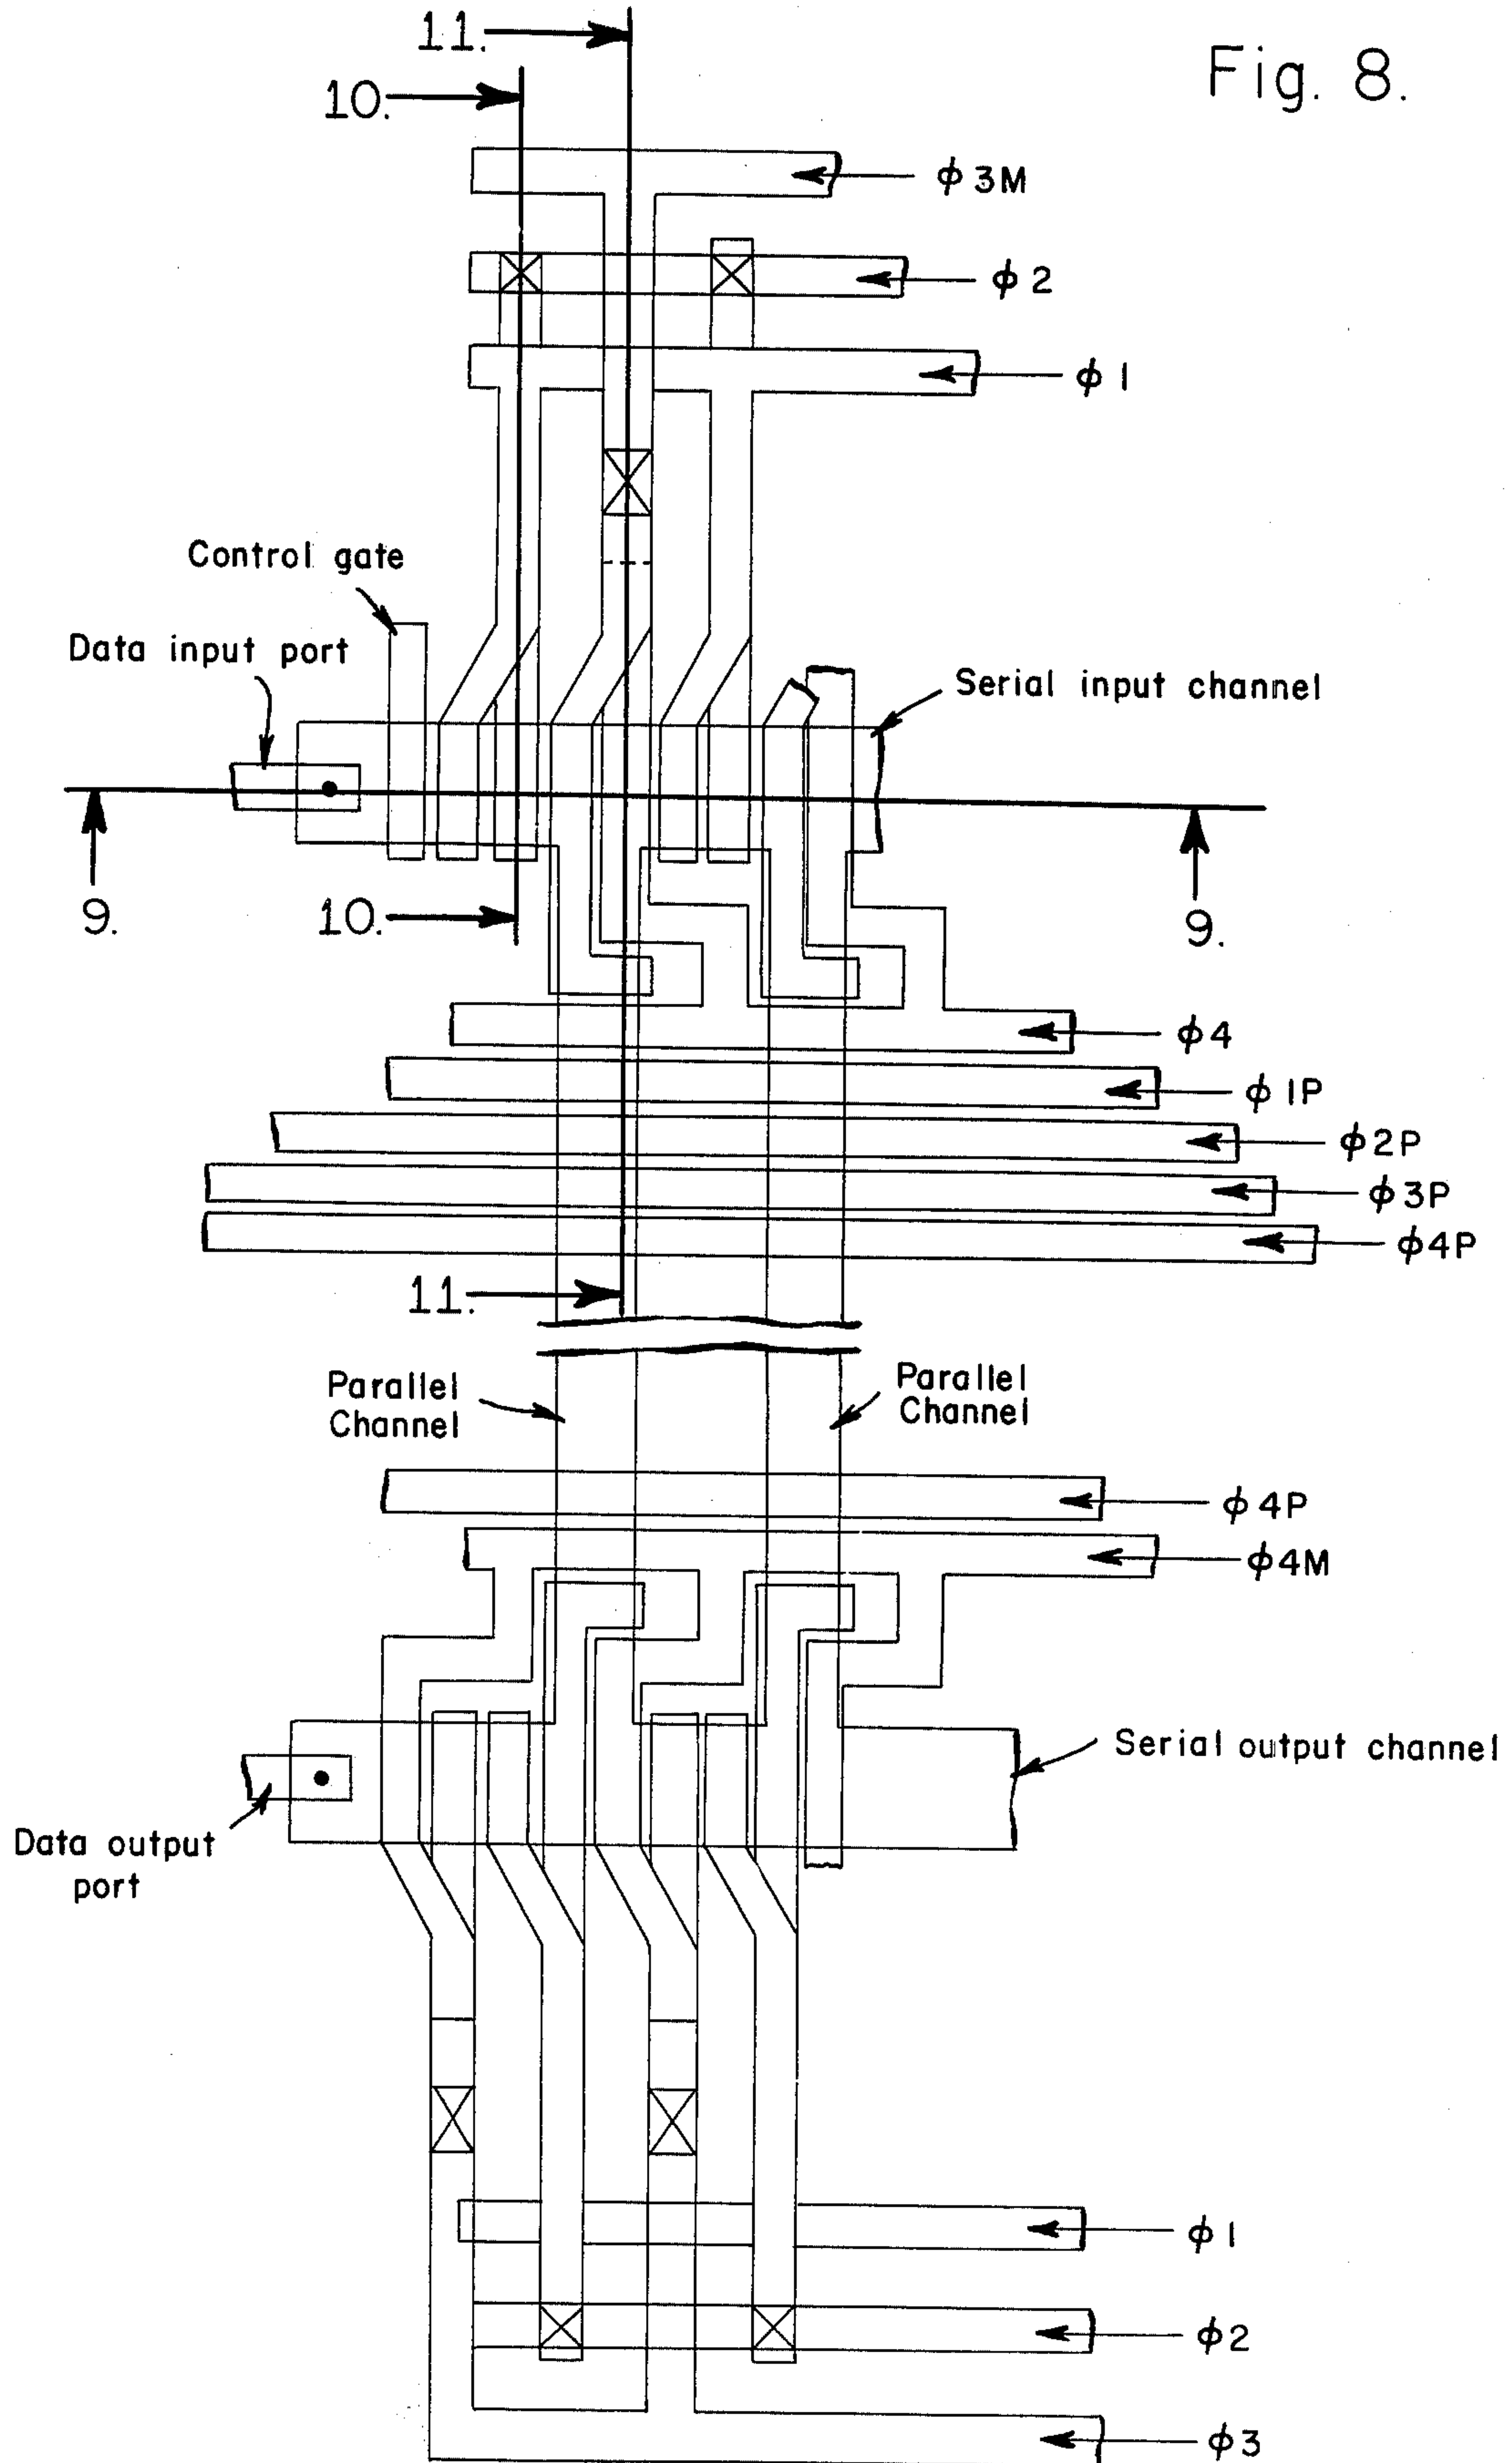 Fig. 8.
11.
10.
ϕ3M
ϕ2
ϕ1
Control gate
Data input port
Serial input channel
9.
10.
9.
ϕ4
ϕ1P
ϕ2P
ϕ3P
ϕ4P
11.
Parallel
Channel
Parallel
Channel
ϕ4P
ϕ4M
Serial output channel
Data output
port
ϕ1
ϕ2
ϕ3